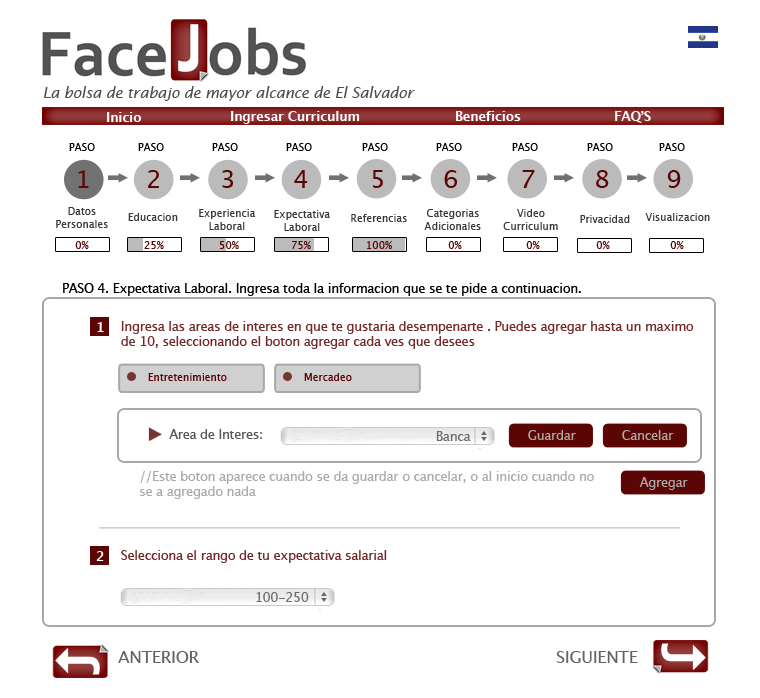 FaceJobs
La bolsa de trabajo de mayor alcance de El Salvador
Inicio Ingresar Curriculum Beneficios FAQ'S
PASO PASO PASO PASO PASO PASO PASO PASO PASO
1 2 3 4 5 6 7 8 9
Datos Personales Educacion Experiencia Laboral Expectativa Laboral Referencias Categorias Adicionales Video Curriculum Privacidad Visualizacion
0% 25% 50% 75% 100% 0% 0% 0% 0%
PASO 4. Expectativa Laboral. Ingresa toda la informacion que se te pide a continuacion.
1 Ingresa las areas de interes en que te gustaria desempenarte . Puedes agregar hasta un maximo
de 10, seleccionando el boton agregar cada ves que desees
Entretenimiento Mercadeo
Area de Interes: Banca Guardar Cancelar
//Este boton aparece cuando se da guardar o cancelar, o al inicio cuando no
se a agregado nada
Agregar
2 Selecciona el rango de tu expectativa salarial
100-250
ANTERIOR SIGUIENTE